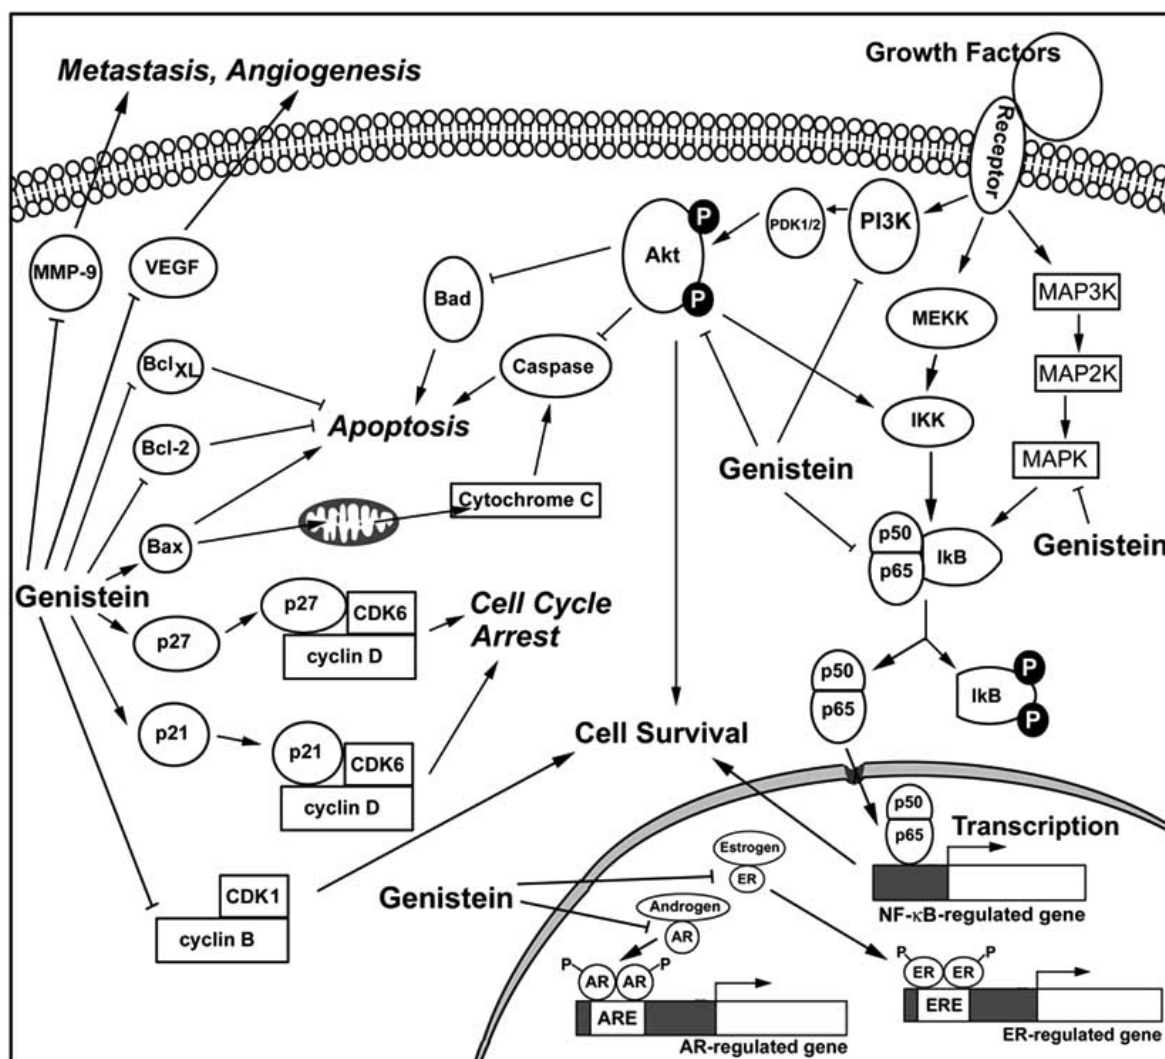 Growth Factors
Metastasis, Angiogenesis
Receptor
MMP-9
VEGF
Akt
P
P
PDK1/2
PI3K
Bad
MEKK
MAP3K
Bcl XL
Caspase
MAP2K
Bcl-2
Apoptosis
IKK
MAPK
Genistein
Cytochrome C
Bax
p50
p65
IkB
Genistein
Genistein
p27
p27
CDK6
cyclin D
Cell Cycle
Arrest
p21
p21
CDK6
cyclin D
p50
p65
IkB
P
P
Cell Survival
p50
p65
Transcription
NF-κB-regulated gene
Estrogen
ER
Genistein
Androgen
AR
CDK1
cyclin B
P
AR
AR
P
ARE
AR-regulated gene
P
ER
ER
P
ERE
ER-regulated gene